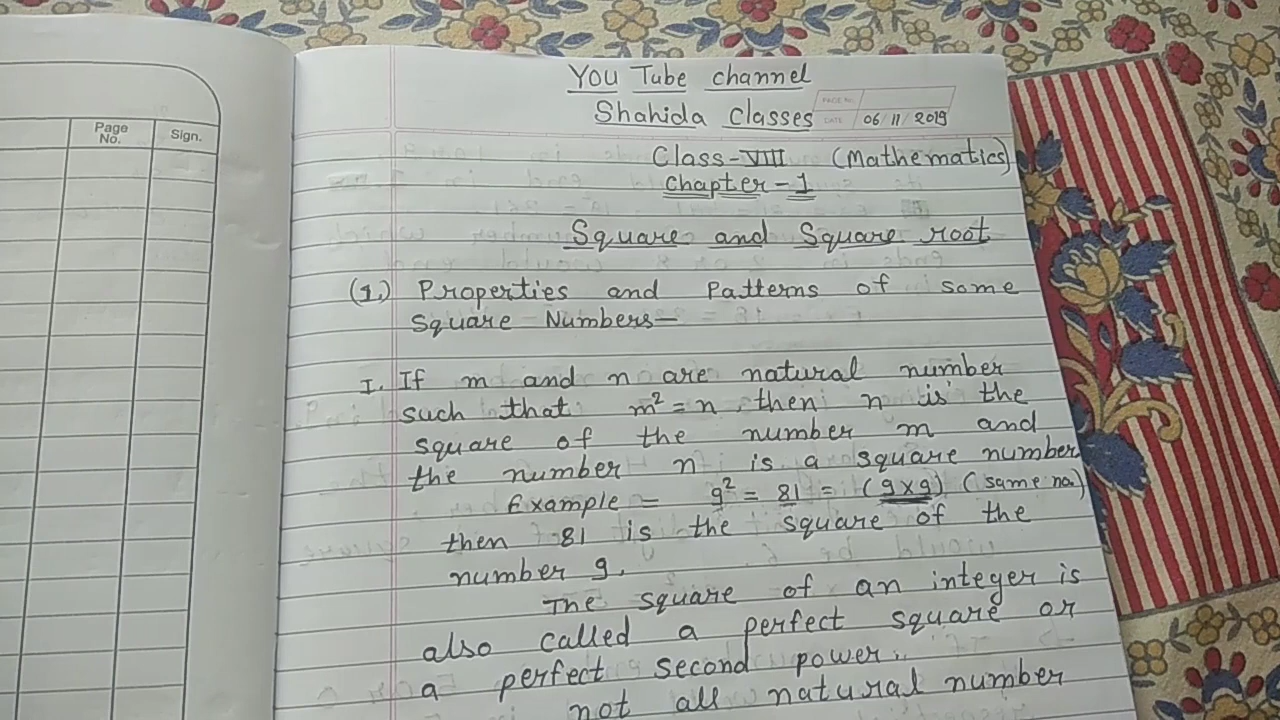 Page
No.
Sign.
You Tube channel
Shahida Classes
PAGE No.
DATE 06/11/2019
Class-VIII (Mathematics)
Chapter-1
Square and Square root
(1.) Properties and Patterns of some
Square Numbers—
I. If m and n are natural number
such that m² = n, then n is the
square of the number m and
the number n is a square number
Example = 9² = 81 = (9×9) (same no.)
then 81 is the square of the
number 9.
The square of an integer is
also called a perfect square or
a perfect second power.
not all natural number